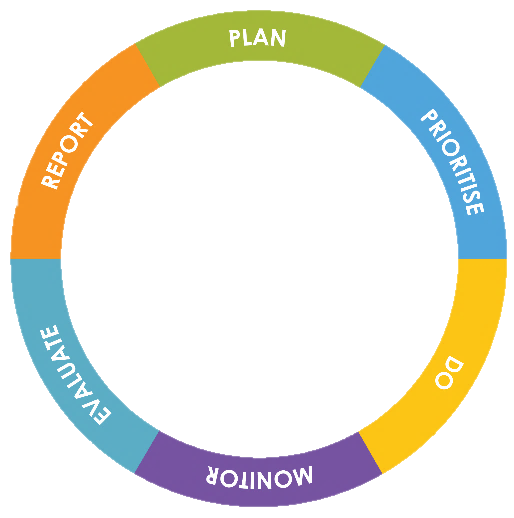 PLAN
PRIORITISE
DO
MONITOR
EVALUATE
REPORT